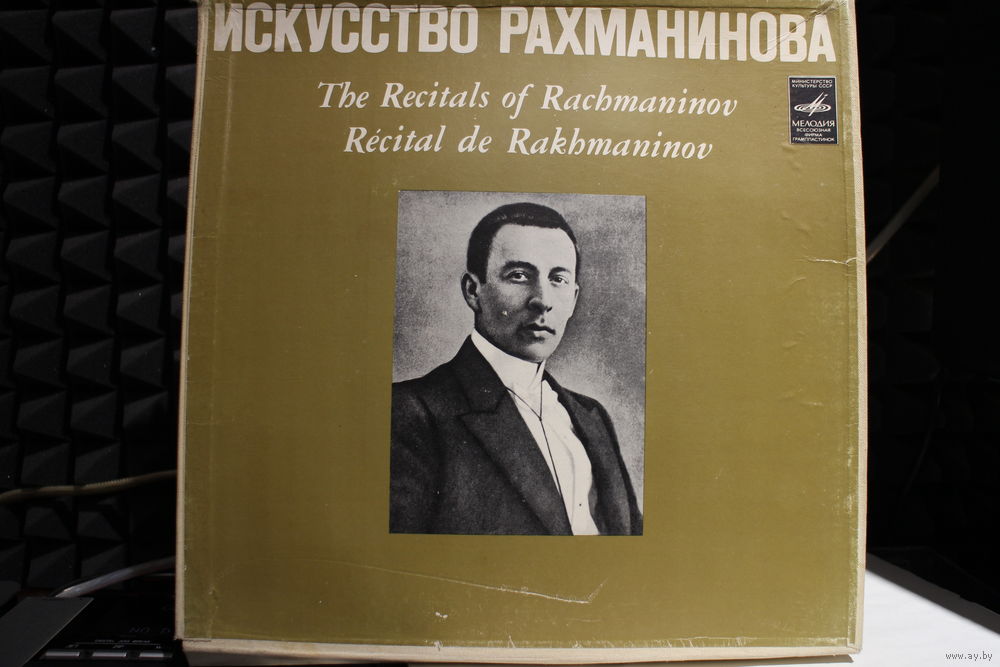 ИСКУССТВО РАХМАНИНОВА
The Recitals of Rachmaninov
Récital de Rakhmaninov
МИНИСТЕРСТВО
КУЛЬТУРЫ СССР
МЕЛОДИЯ
ВСЕСОЮЗНАЯ
ФИРМА
ГРАМПЛАСТИНОК
www.ay.by